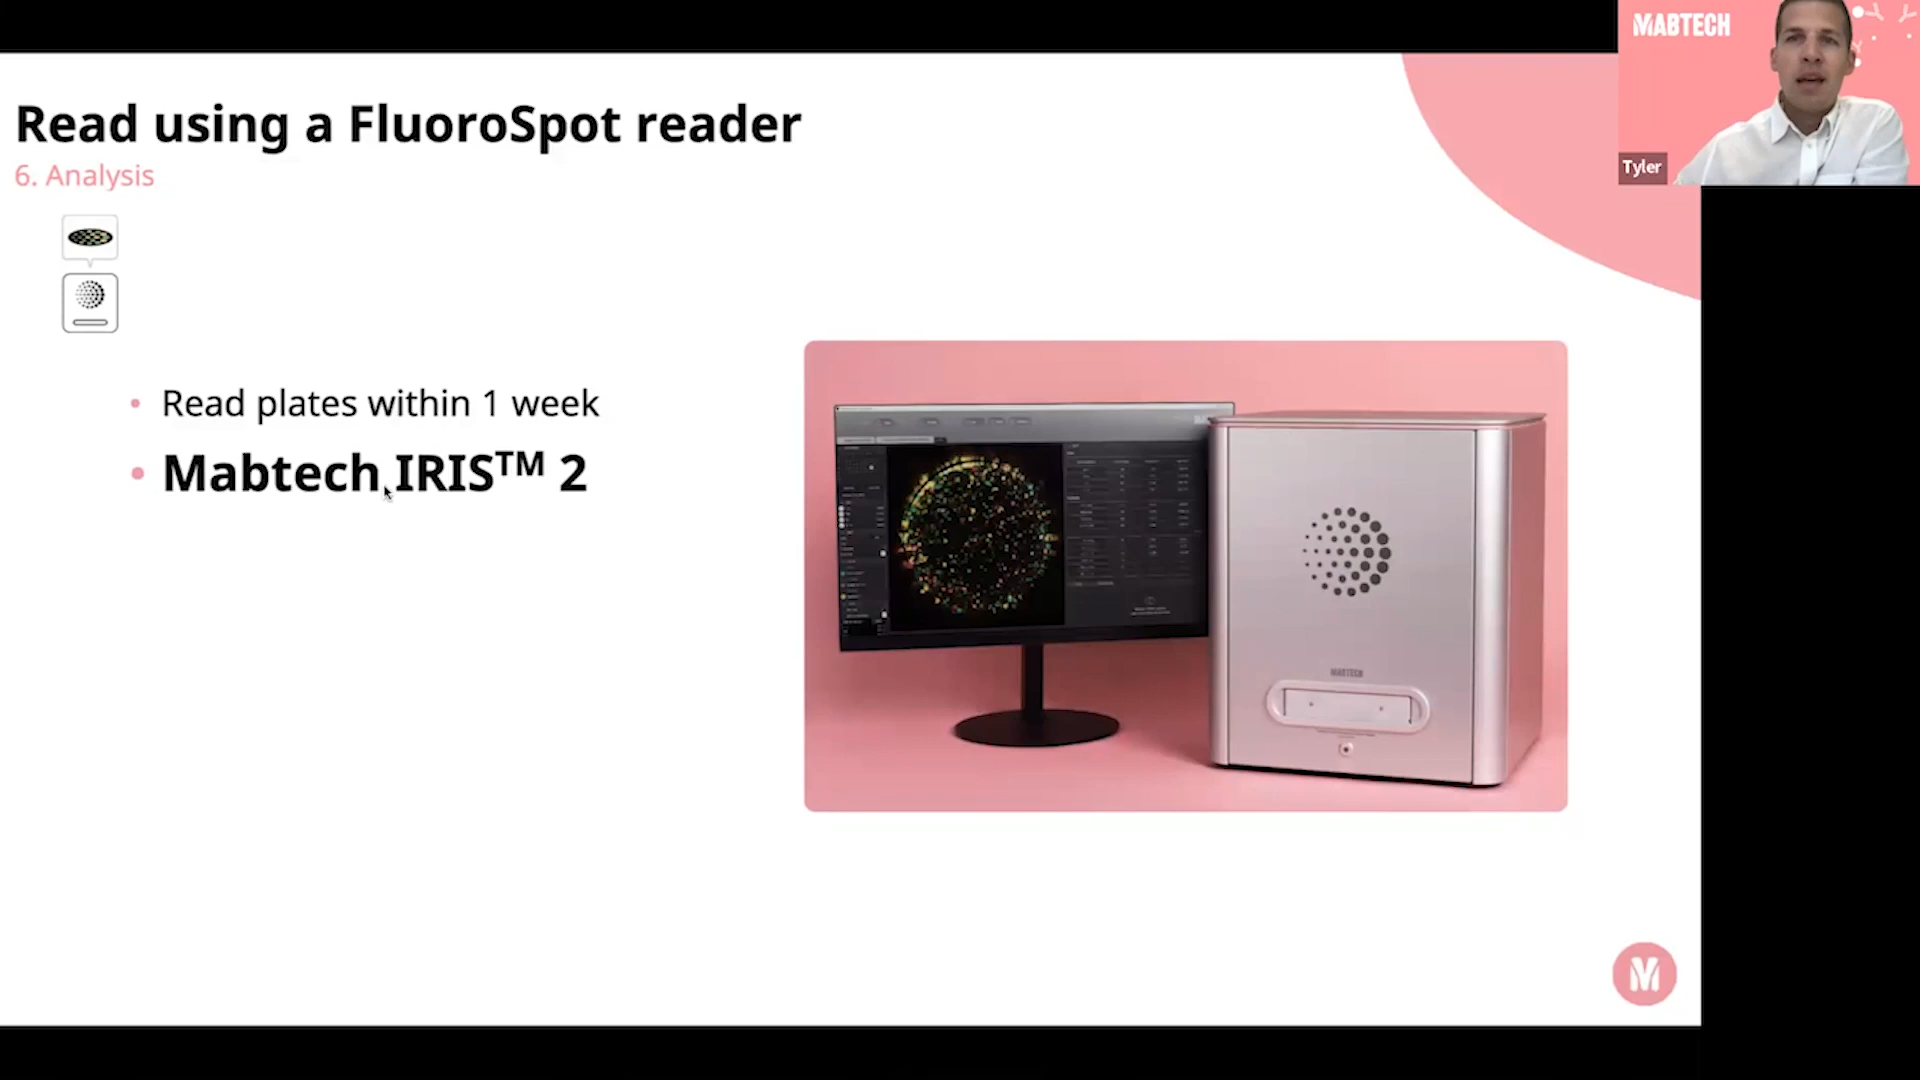 MABTECH
Tyler
Read using a FluoroSpot reader
6. Analysis
• Read plates within 1 week
• Mabtech IRIS™ 2
MABTECH